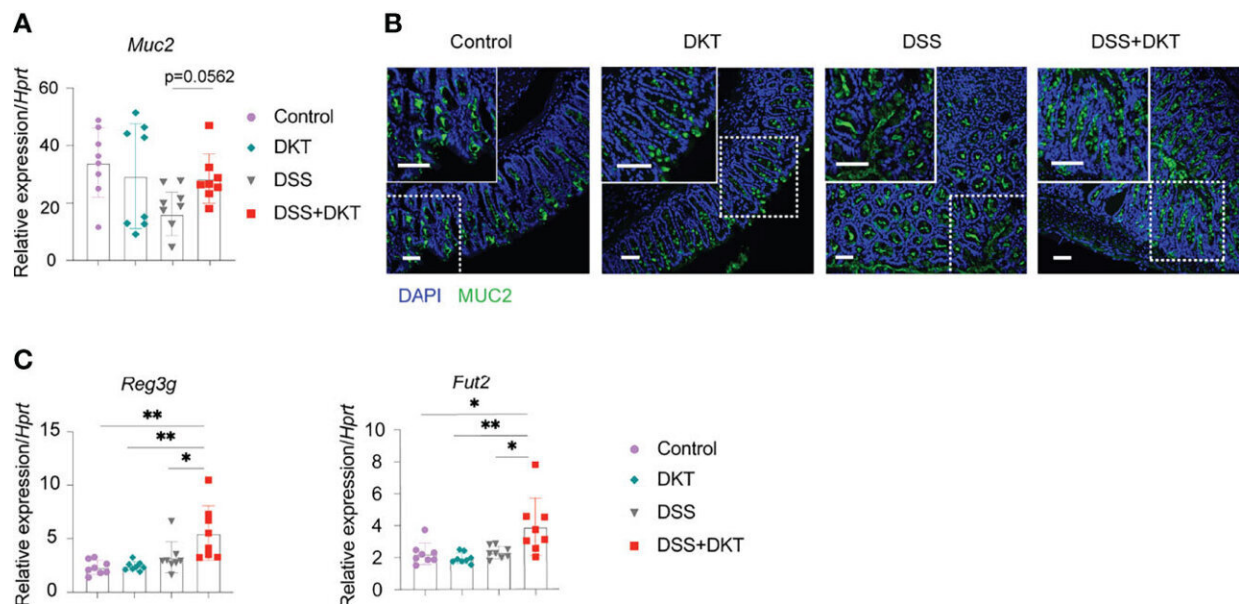 A
Muc2
p=0.0562
Relative expression/Hprt
60
40
20
0
Control
DKT
DSS
DSS+DKT
B
Control DKT DSS DSS+DKT
DAPI MUC2
C
Reg3g
**
**
*
Relative expression/Hprt
15
10
5
0
Fut2
*
**
*
Relative expression/Hprt
10
8
6
4
2
0
Control
DKT
DSS
DSS+DKT